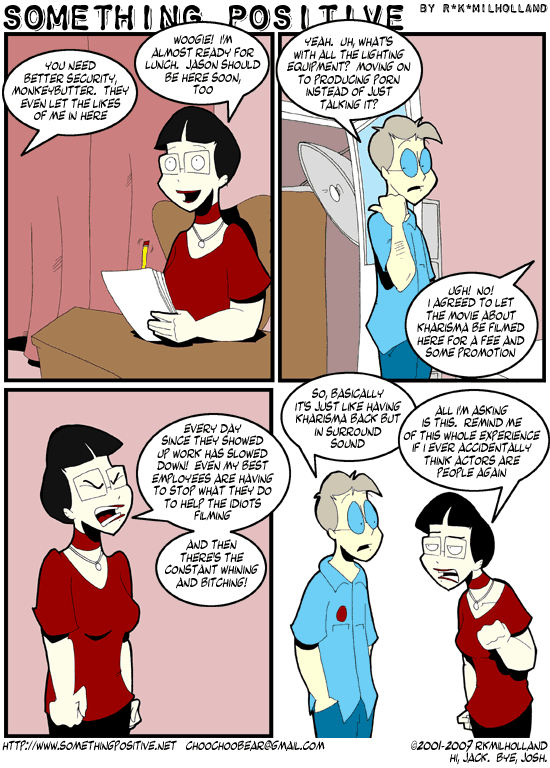 SOMETHING POSITIVE
BY R*K*MILHOLLAND
YOU NEED
BETTER SECURITY,
MONKEYBUTTER. THEY
EVEN LET THE LIKES
OF ME IN HERE
WOOGIE! I'M
ALMOST READY FOR
LUNCH. JASON SHOULD
BE HERE SOON,
TOO
YEAH. UH, WHAT'S
WITH ALL THE LIGHTING
EQUIPMENT? MOVING ON
TO PRODUCING PORN
INSTEAD OF JUST
TALKING IT?
UGH! NO!
I AGREED TO LET
THE MOVIE ABOUT
KHARISMA BE FILMED
HERE FOR A FEE AND
SOME PROMOTION
EVERY DAY
SINCE THEY SHOWED
UP WORK HAS SLOWED
DOWN! EVEN MY BEST
EMPLOYEES ARE HAVING
TO STOP WHAT THEY DO
TO HELP THE IDIOTS
FILMING
AND THEN
THERE'S THE
CONSTANT WHINING
AND BITCHING!
SO, BASICALLY
IT'S JUST LIKE HAVING
KHARISMA BACK BUT
IN SURROUND
SOUND
ALL I'M ASKING
IS THIS. REMIND ME
OF THIS WHOLE EXPERIENCE
IF I EVER ACCIDENTALLY
THINK ACTORS ARE
PEOPLE AGAIN
HTTP://WWW.SOMETHINGPOSITIVE.NET CHOOCHOOBEAR@GMAIL.COM
©2001-2007 RKMILHOLLAND
HI, JACK. BYE, JOSH.